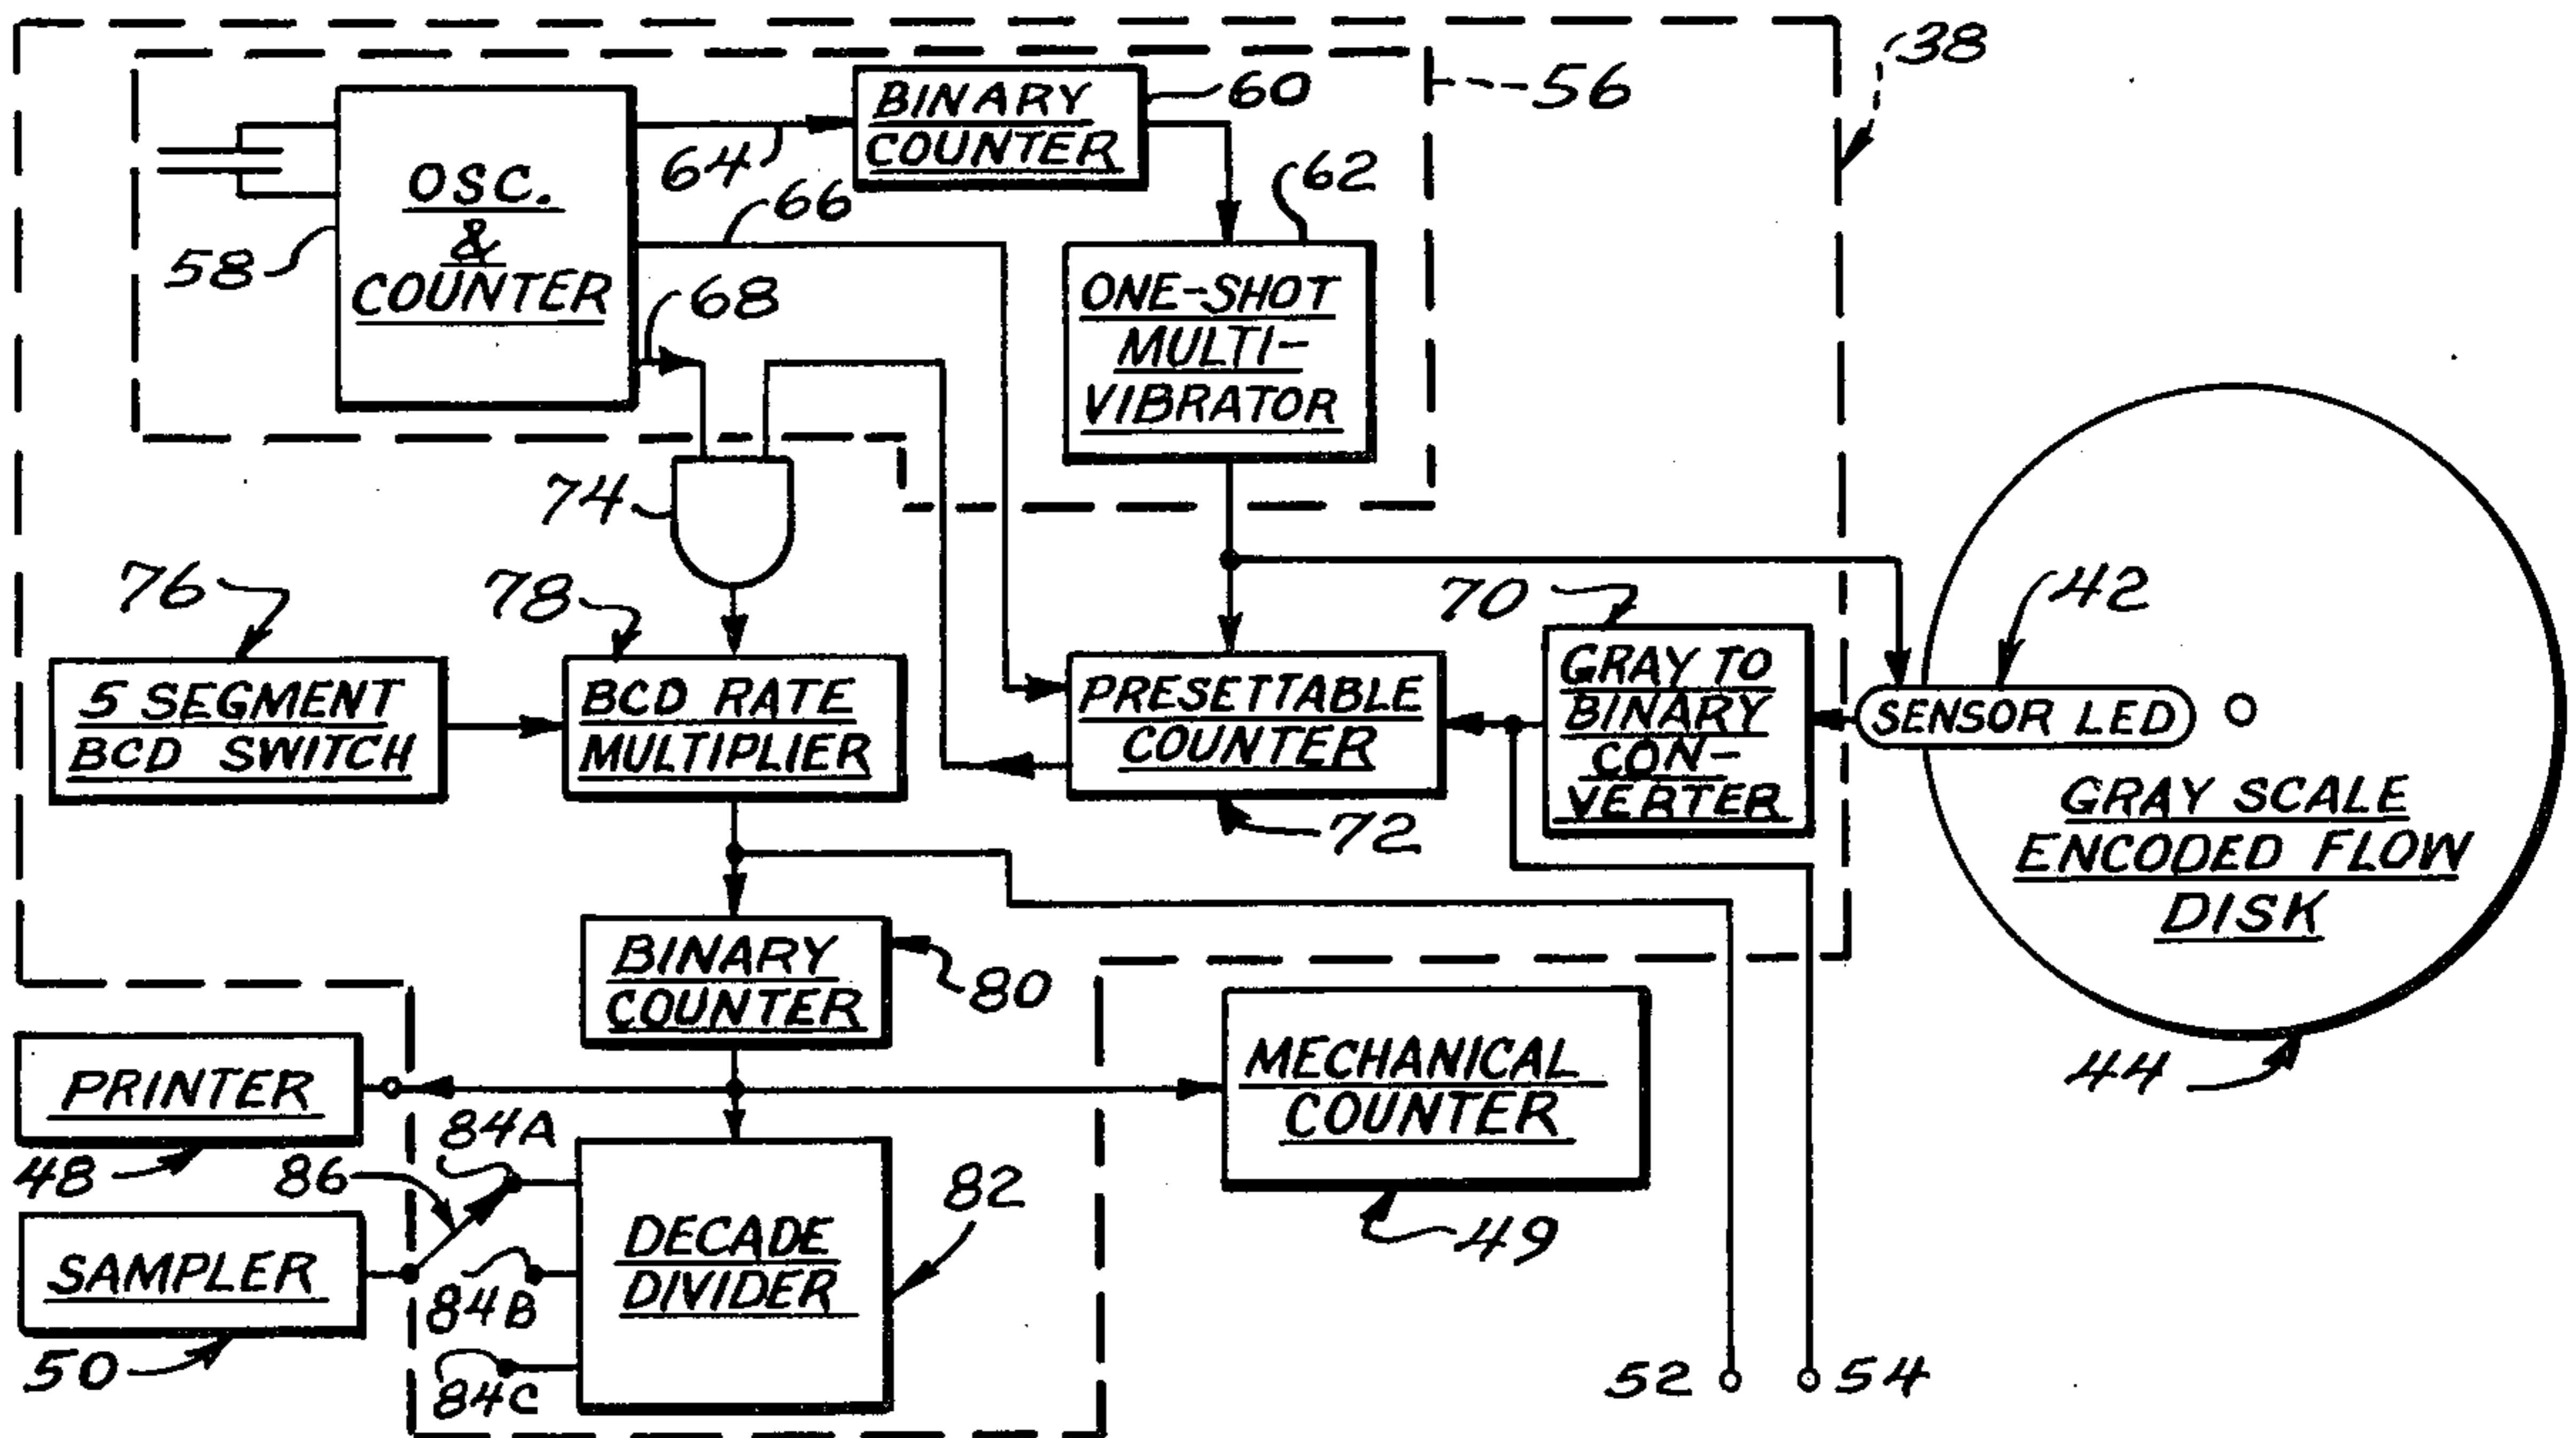 38
56
BINARY
COUNTER
60
64
OSC.
&
COUNTER
58
66
68
62
ONE-SHOT
MULTI-
VIBRATOR
74
76
78
70
42
5 SEGMENT
BCD SWITCH
BCD RATE
MULTIPLIER
PRESETTABLE
COUNTER
72
GRAY TO
BINARY
CON-
VERTER
SENSOR LED
GRAY SCALE
ENCODED FLOW
DISK
44
BINARY
COUNTER
80
PRINTER
48
MECHANICAL
COUNTER
49
84A
86
84B
84C
DECADE
DIVIDER
82
SAMPLER
50
52
54